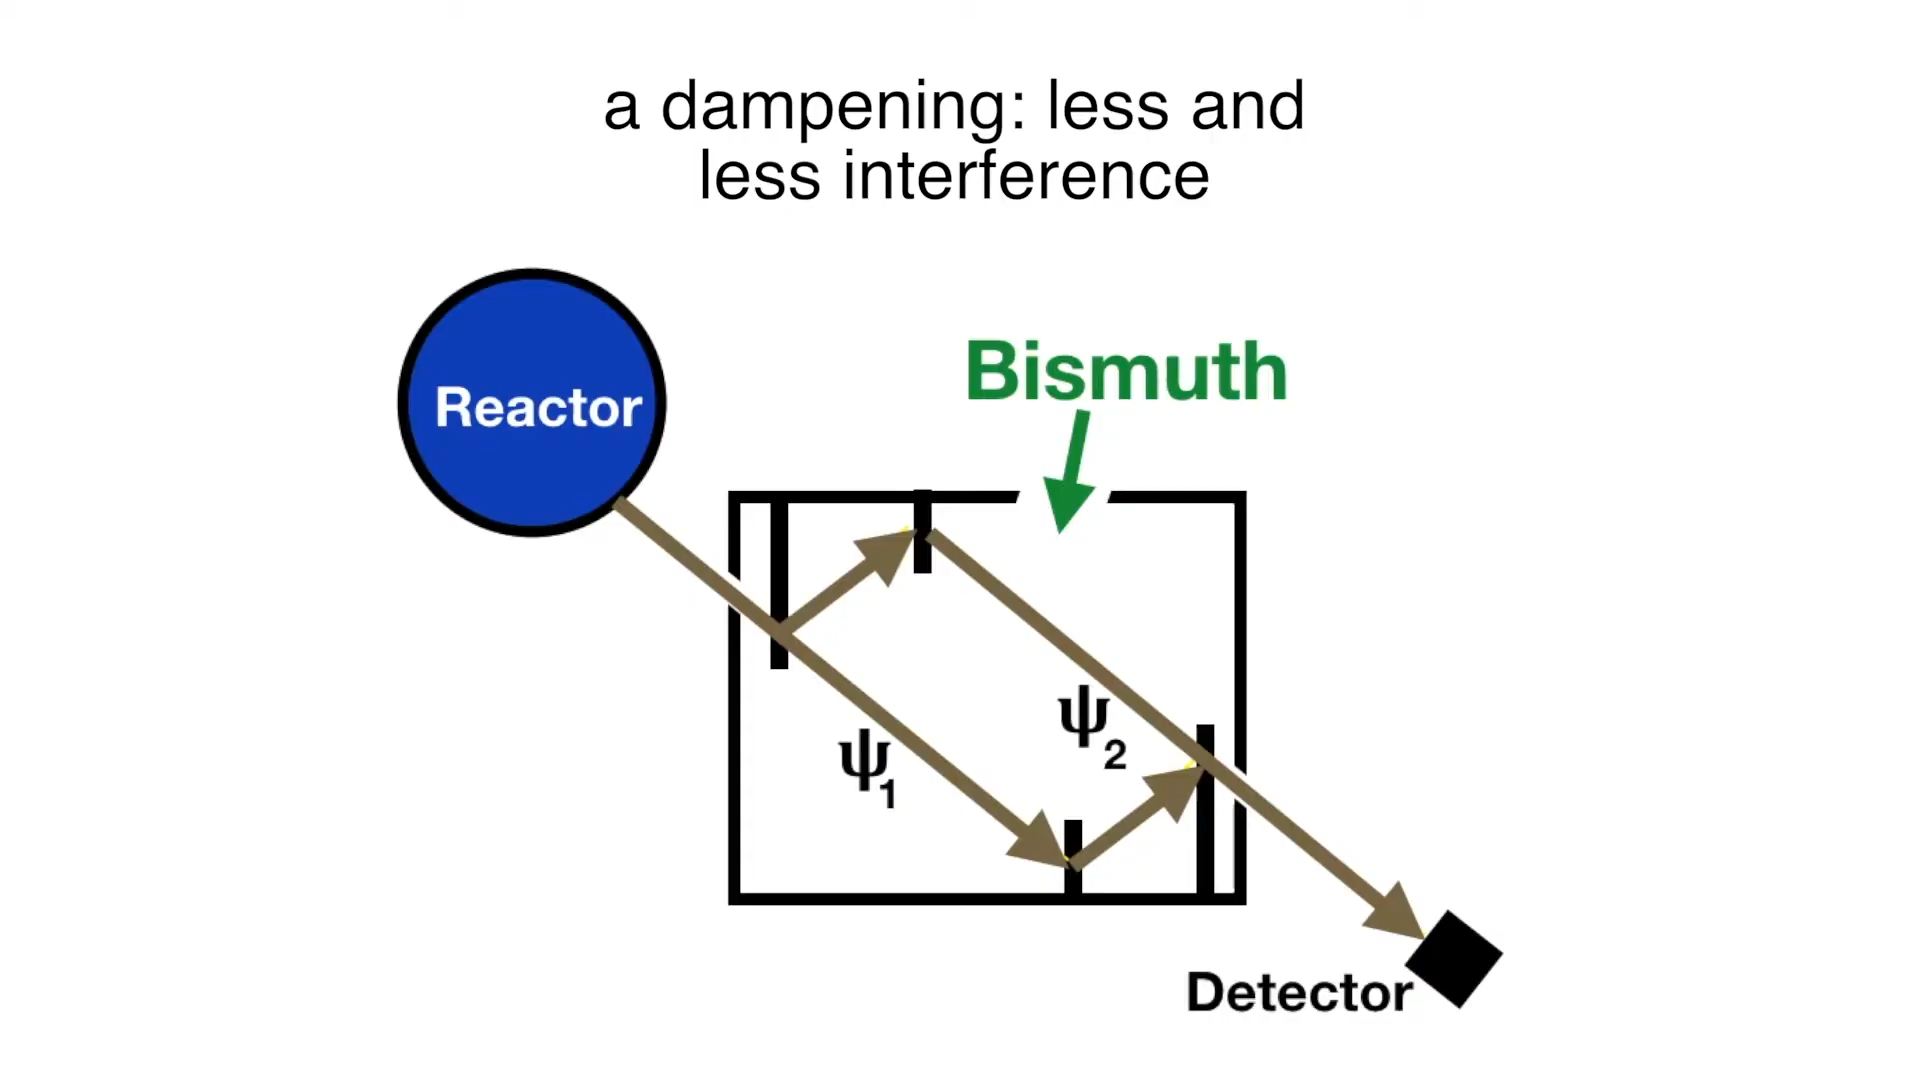 a dampening: less and
less interference
Reactor
Bismuth
ψ2
ψ1
Detector